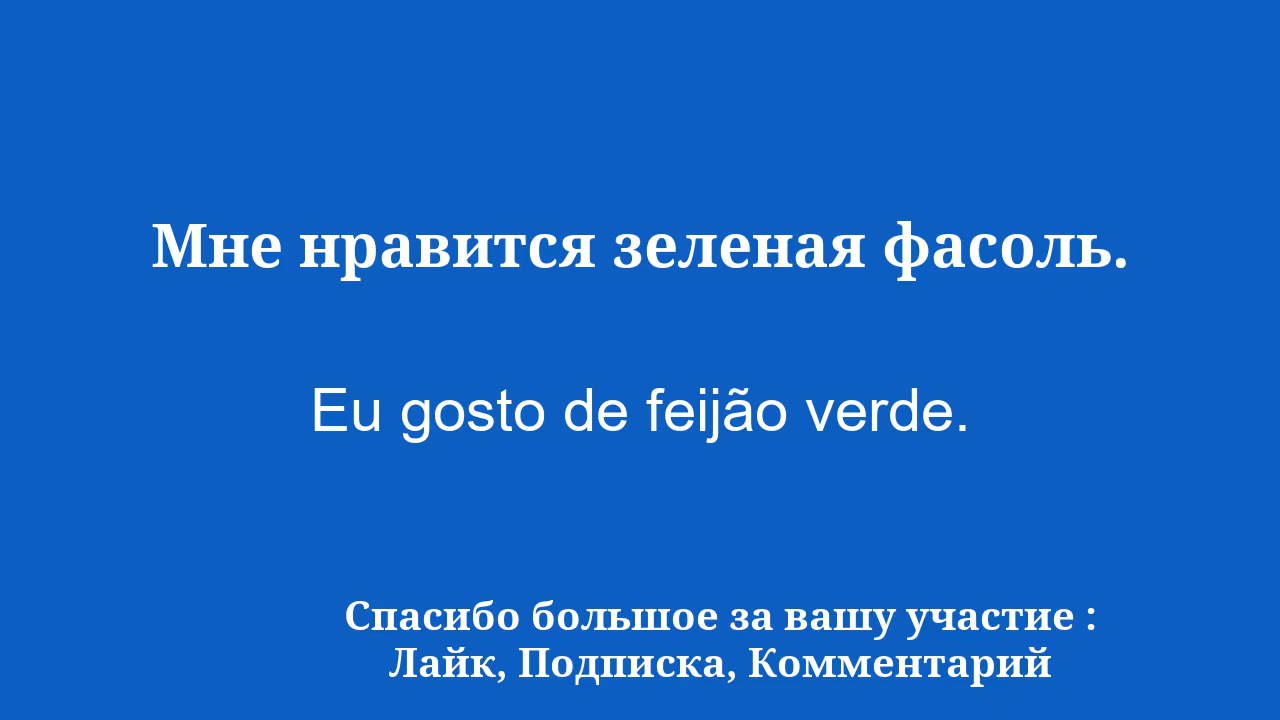 Мне нравится зеленая фасоль.
Eu gosto de feijão verde.
Спасибо большое за вашу участие :
Лайк, Подписка, Комментарий